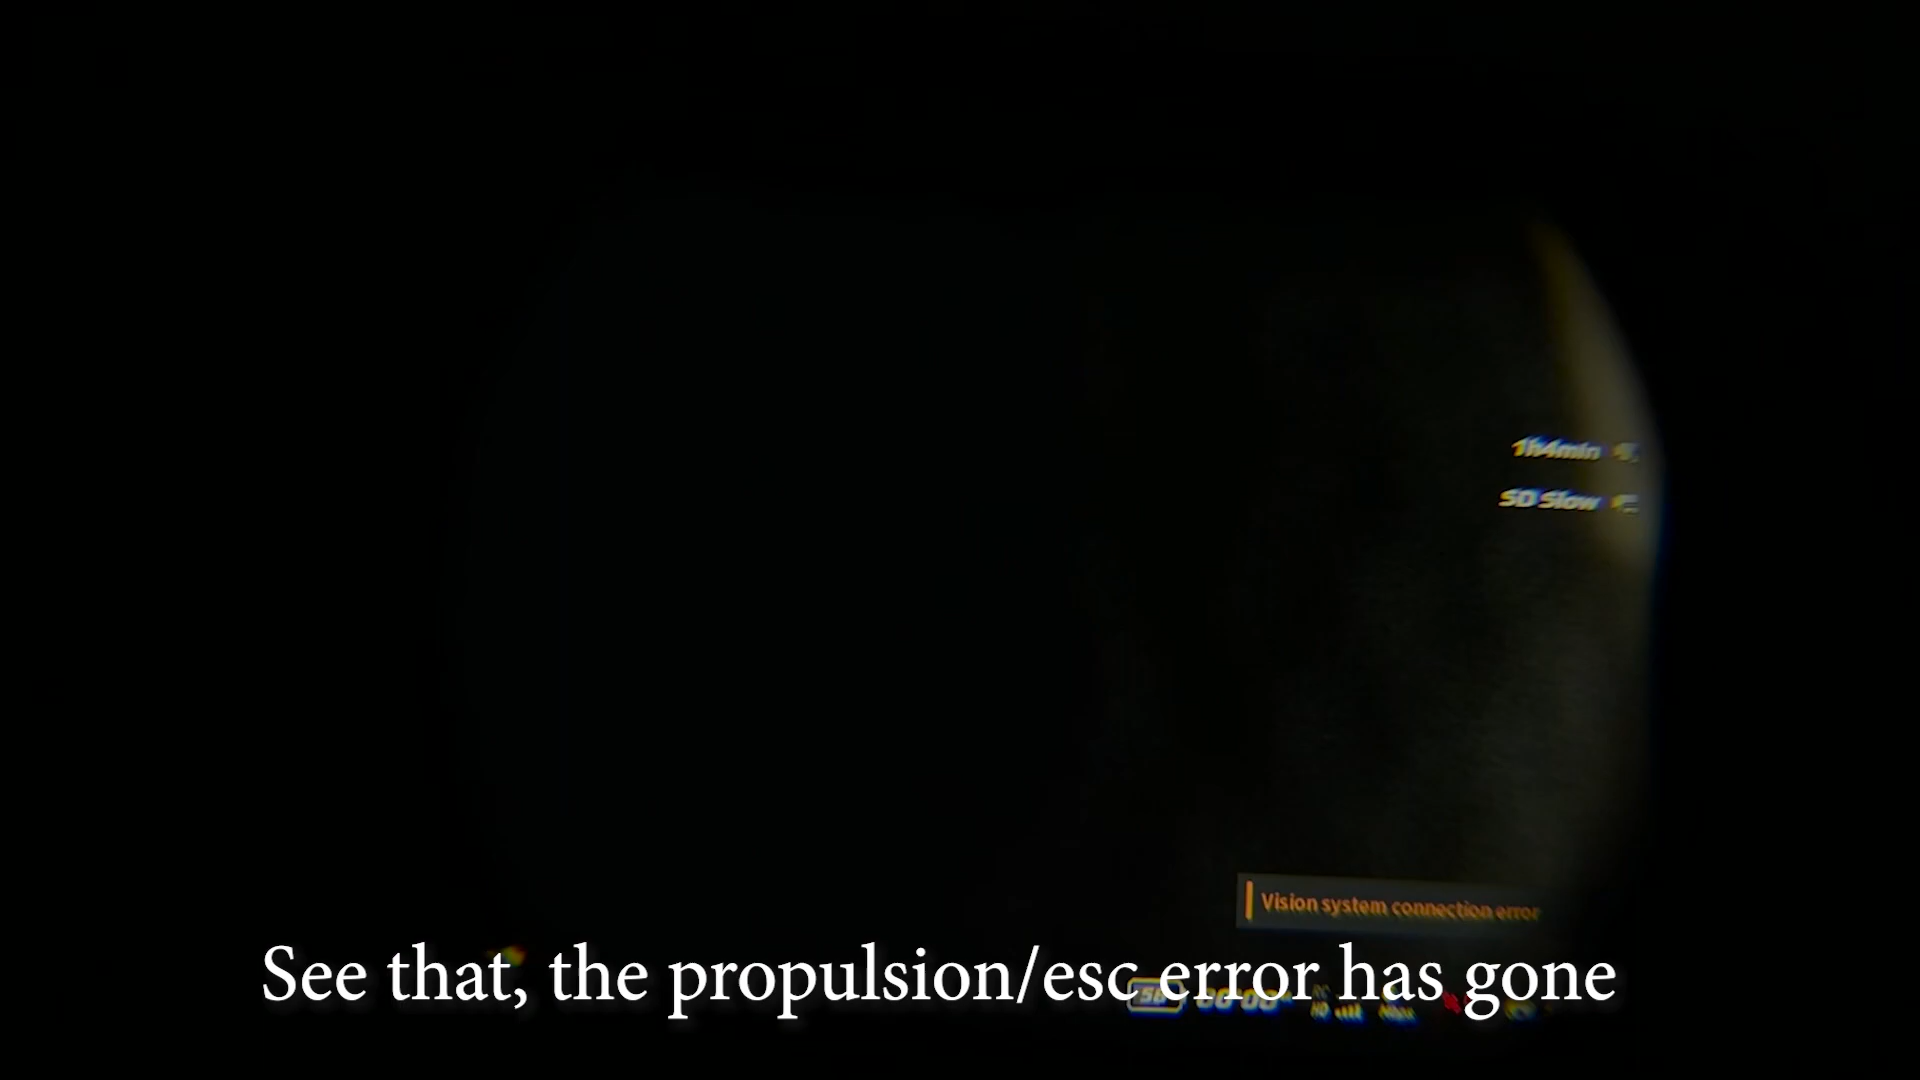 1h4min
SD Slow
Vision system connection error
See that, the propulsion/esc error has gone